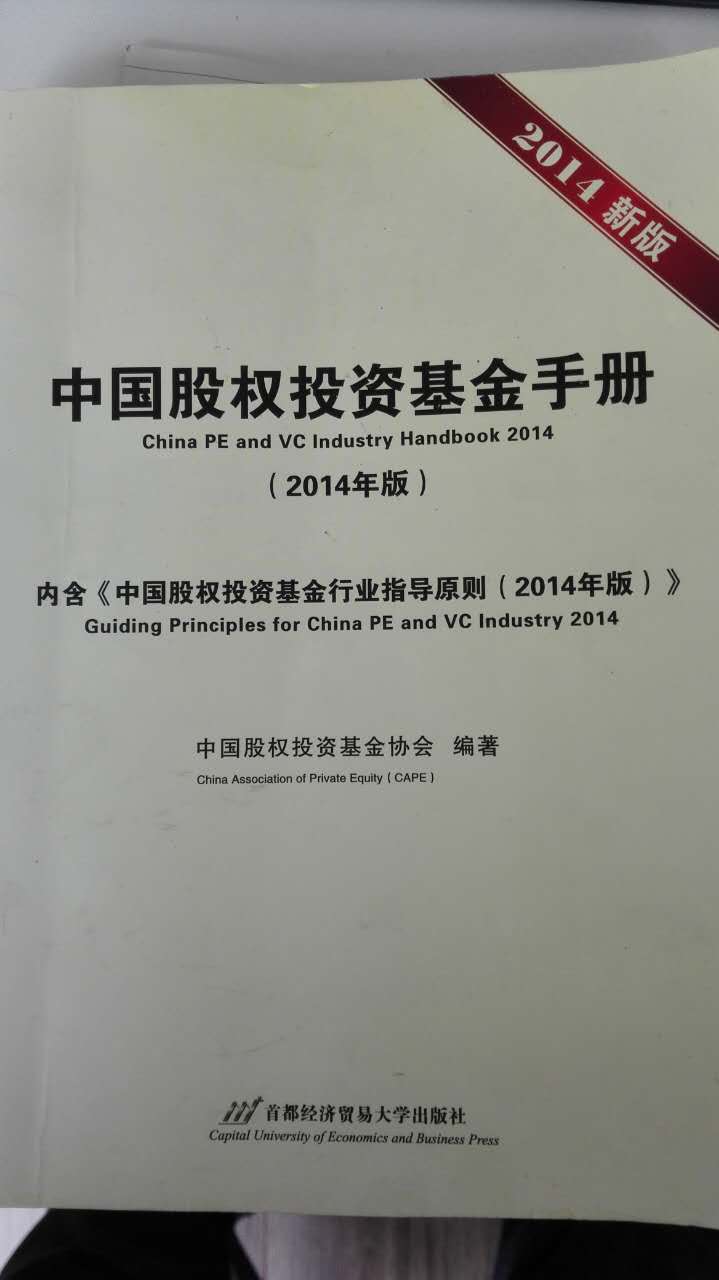 2014 新版
中国股权投资基金手册
China PE and VC Industry Handbook 2014
（2014年版）
内含《中国股权投资基金行业指导原则（2014年版）》
Guiding Principles for China PE and VC Industry 2014
中国股权投资基金协会 编著
China Association of Private Equity（CAPE）
首都经济贸易大学出版社
Capital University of Economics and Business Press